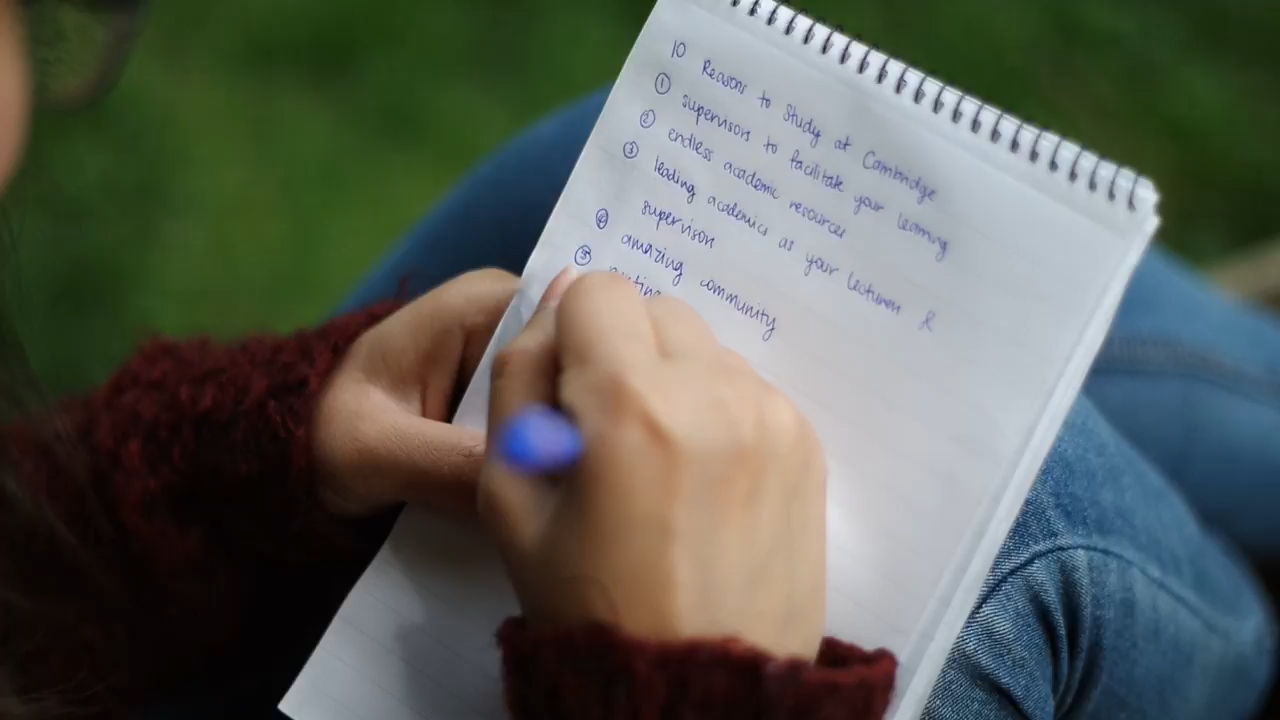 10 Reasons to Study at Cambridge
① supervisors to facilitate your learning
② endless academic resources
③ leading academics as your lecturers &
supervisors
④ amazing community
⑤